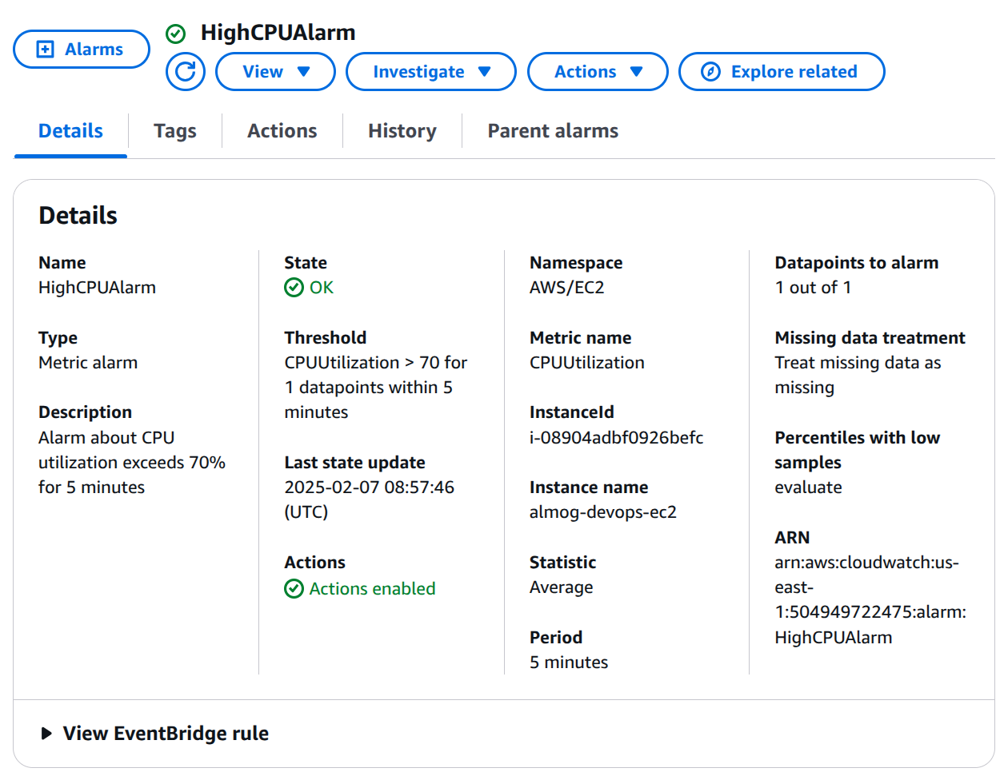 Alarms
HighCPUAlarm
View
Investigate
Actions
Explore related
Details
Tags
Actions
History
Parent alarms
Details
Name
HighCPUAlarm
Type
Metric alarm
Description
Alarm about CPU
utilization exceeds 70%
for 5 minutes
State
OK
Threshold
CPUUtilization > 70 for
1 datapoints within 5
minutes
Last state update
2025-02-07 08:57:46
(UTC)
Actions
Actions enabled
Namespace
AWS/EC2
Metric name
CPUUtilization
InstanceId
i-08904adbf0926befc
Instance name
almog-devops-ec2
Statistic
Average
Period
5 minutes
Datapoints to alarm
1 out of 1
Missing data treatment
Treat missing data as
missing
Percentiles with low
samples
evaluate
ARN
arn:aws:cloudwatch:us-
east-
1:504949722475:alarm:
HighCPUAlarm
View EventBridge rule